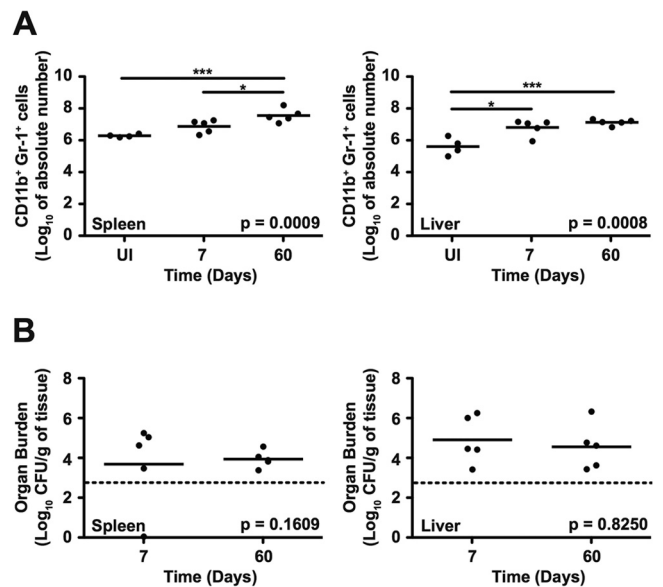 A
CD11b⁺ Gr-1⁺ cells
(Log₁₀ of absolute number)
10
8
6
4
2
0
***
*
Spleen
p = 0.0009
UI
7
60
Time (Days)
CD11b⁺ Gr-1⁺ cells
(Log₁₀ of absolute number)
10
8
6
4
2
0
***
*
Liver
p = 0.0008
UI
7
60
Time (Days)
B
Organ Burden
(Log₁₀ CFU/g of tissue)
8
6
4
2
0
Spleen
p = 0.1609
7
60
Time (Days)
Organ Burden
(Log₁₀ CFU/g of tissue)
8
6
4
2
0
Liver
p = 0.8250
7
60
Time (Days)